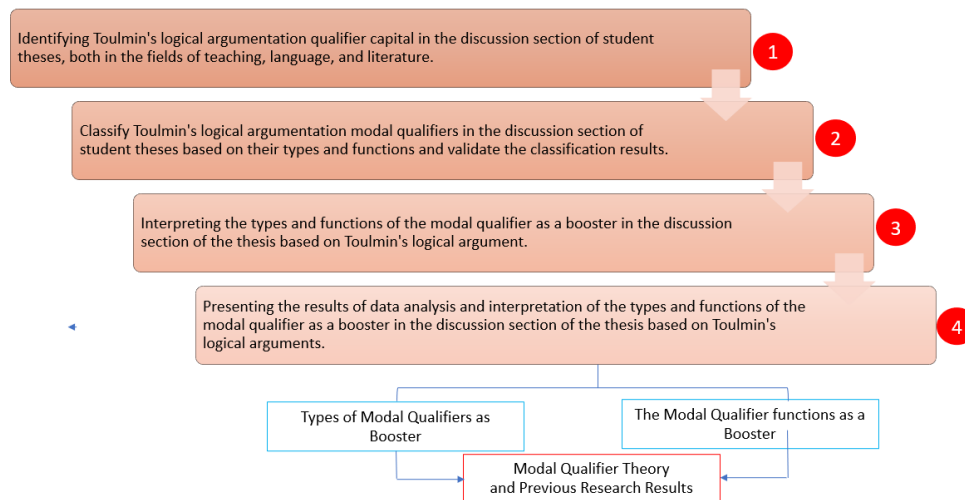 Identifying Toulmin's logical argumentation qualifier capital in the discussion section of student
theses, both in the fields of teaching, language, and literature.
1
Classify Toulmin's logical argumentation modal qualifiers in the discussion section of
student theses based on their types and functions and validate the classification results.
2
Interpreting the types and functions of the modal qualifier as a booster in the discussion
section of the thesis based on Toulmin's logical argument.
3
Presenting the results of data analysis and interpretation of the types and functions of the
modal qualifier as a booster in the discussion section of the thesis based on Toulmin's
logical arguments.
4
Types of Modal Qualifiers as
Booster
The Modal Qualifier functions as a
Booster
Modal Qualifier Theory
and Previous Research Results